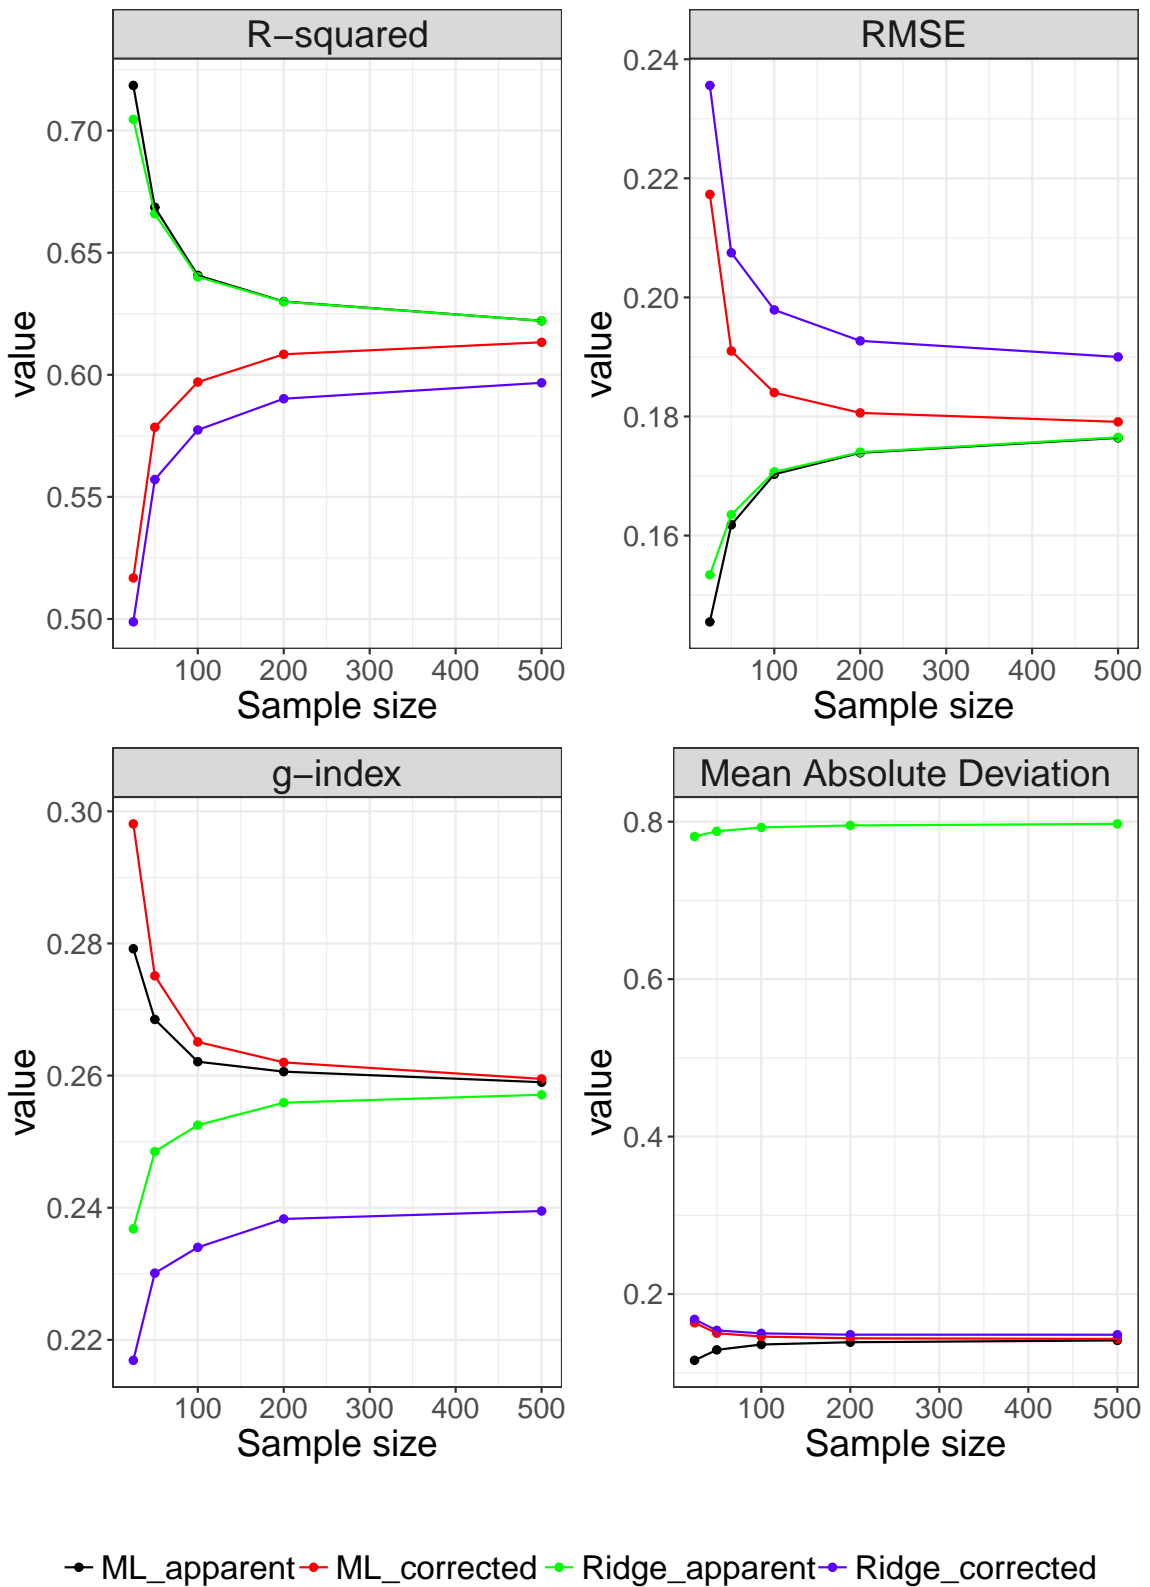 R−squared
RMSE
value
0.70
0.65
0.60
0.55
0.50
100 200 300 400 500
Sample size
value
0.24
0.22
0.20
0.18
0.16
100 200 300 400 500
Sample size
g−index
Mean Absolute Deviation
value
0.30
0.28
0.26
0.24
0.22
100 200 300 400 500
Sample size
value
0.8
0.6
0.4
0.2
100 200 300 400 500
Sample size
ML_apparent ML_corrected Ridge_apparent Ridge_corrected